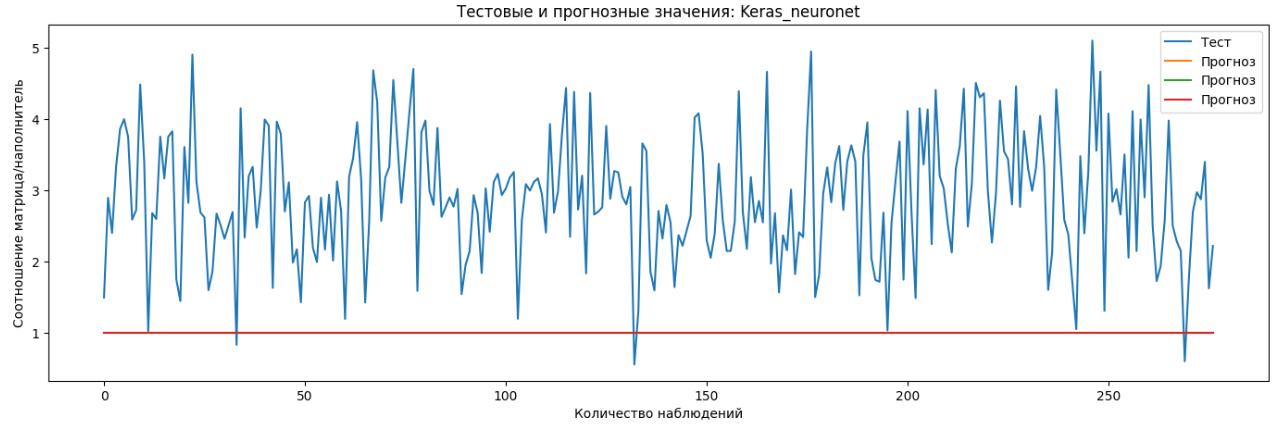 Тестовые и прогнозные значения: Keras_neuronet
Соотношение матрица/наполнитель
5
4
3
2
1
Тест
Прогноз
Прогноз
Прогноз
0 50 100 150 200 250
Количество наблюдений